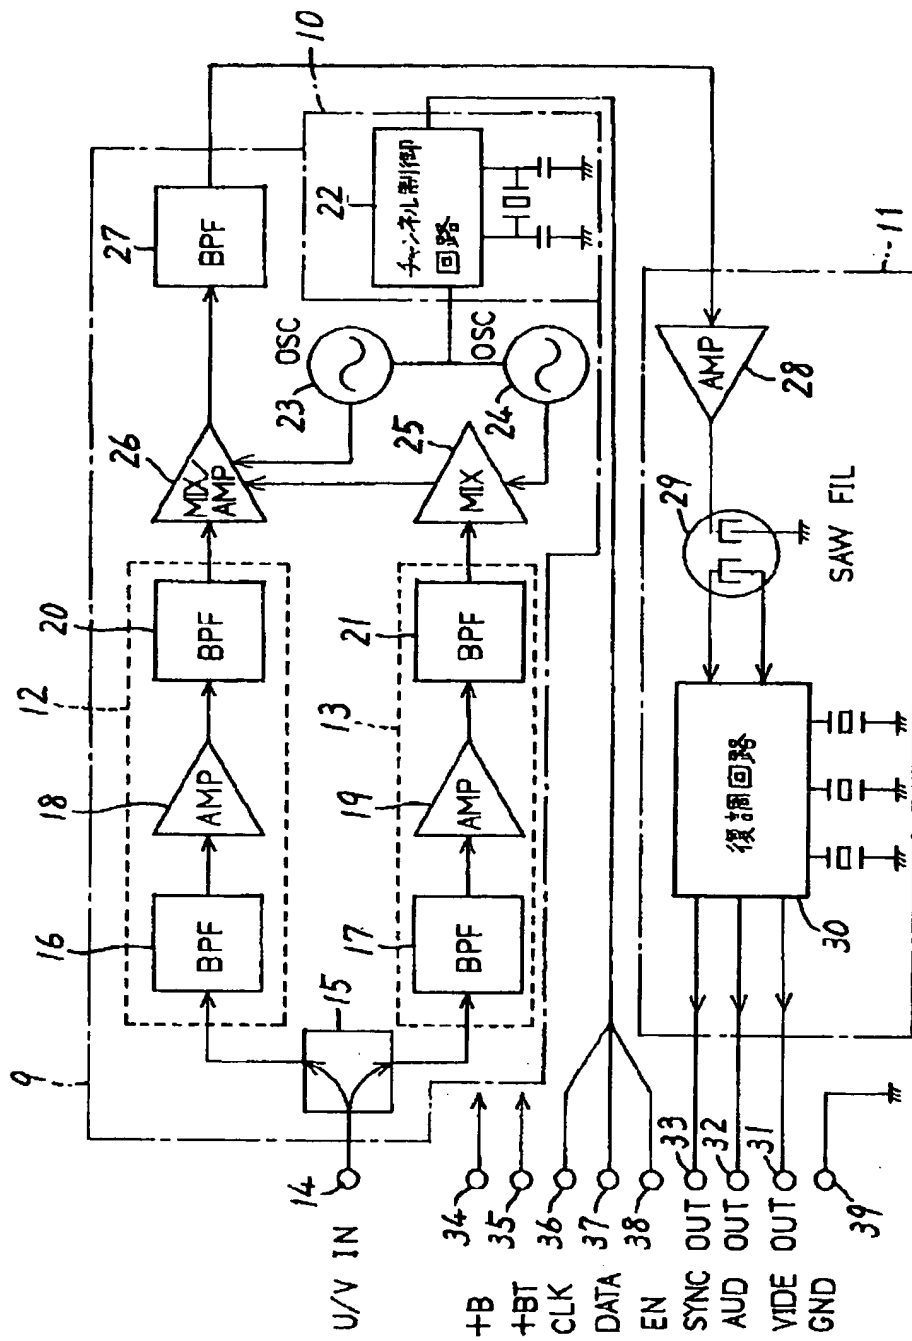 9
12
16
18
20
26
27
BPF
AMP
BPF
MIX/
AMP
BPF
10
15
23
OSC
22
チャンネル制御
回路
U/V IN
14
13
17
19
21
25
24
OSC
BPF
AMP
BPF
MIX
+B
34
+BT
35
CLK
36
DATA
37
EN
38
SYNC OUT
33
AUD OUT
32
VIDE OUT
31
GND
39
29
AMP
28
11
復調回路
30
SAW FIL